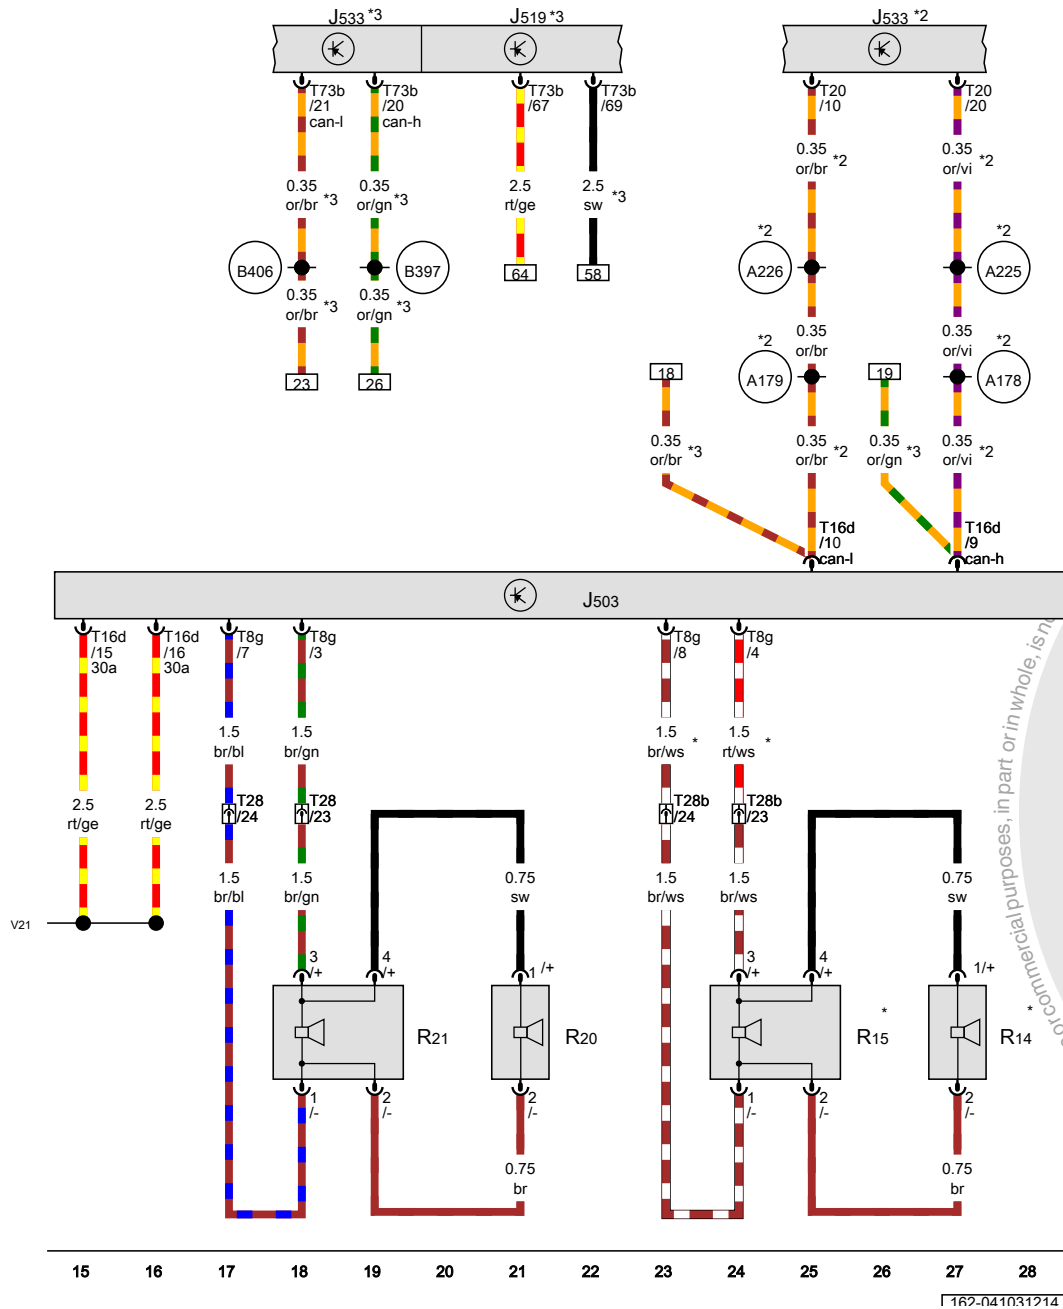 J533 *3
J519 *3
J533 *2
T73b
/21
can-l
T73b
/20
can-h
T73b
/67
T73b
/69
T20
/10
T20
/20
0.35
or/br *3
0.35
or/gn *3
2.5
rt/ge
2.5
sw *3
0.35
or/br *2
0.35
or/vi *2
B406
B397
64
58
*2
A226
*2
A225
0.35
or/br *3
0.35
or/gn *3
0.35
or/br
0.35
or/vi
23
26
18
*2
A179
19
*2
A178
0.35
or/br *3
0.35
or/br *2
0.35
or/gn *3
0.35
or/vi *2
T16d
/10
can-l
T16d
/9
can-h
J503
T16d
/15
30a
T16d
/16
30a
T8g
/7
T8g
/3
T8g
/8
T8g
/4
1.5
br/bl
1.5
br/gn
1.5
br/ws *
1.5
rt/ws *
2.5
rt/ge
2.5
rt/ge
T28
/24
T28
/23
T28b
/24
T28b
/23
1.5
br/bl
1.5
br/gn
0.75
sw
1.5
br/ws
1.5
br/ws
0.75
sw
V21
3
/+
4
/+
1 /+
3
/+
4
/+
1/+
R21
R20
R15 *
R14 *
1
/-
2
/-
2
/-
1
/-
2
/-
2
/-
0.75
br
0.75
br
or commercial purposes, in part or in whole, is no
15 16 17 18 19 20 21 22 23 24 25 26 27 28
162-041031214